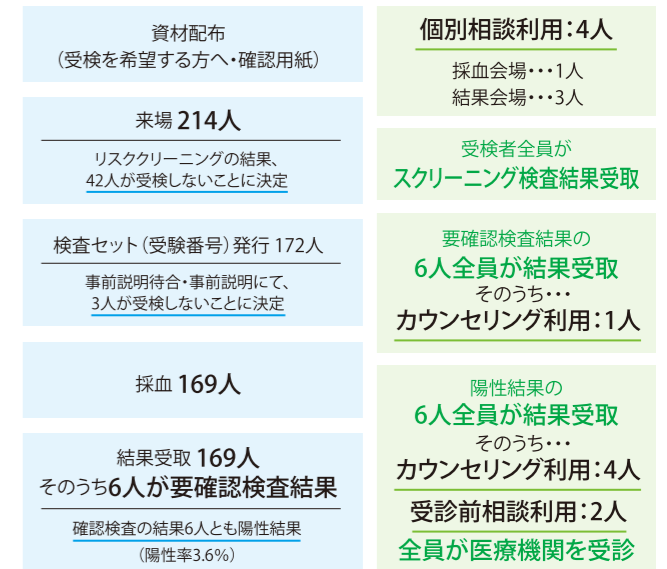 資材配布
（受検を希望する方へ・確認用紙）
来場 214人
リスククリーニングの結果、
42人が受検しないことに決定
検査セット（受験番号）発行 172人
事前説明待合・事前説明にて、
3人が受検しないことに決定
採血 169人
結果受取 169人
そのうち6人が要確認検査結果
確認検査の結果6人とも陽性結果
（陽性率3.6％）
個別相談利用：4人
採血会場・・・1人
結果会場・・・3人
受検者全員が
スクリーニング検査結果受取
要確認検査結果の
6人全員が結果受取
そのうち・・・
カウンセリング利用：1人
陽性結果の
6人全員が結果受取
そのうち・・・
カウンセリング利用：4人
受診前相談利用：2人
全員が医療機関を受診